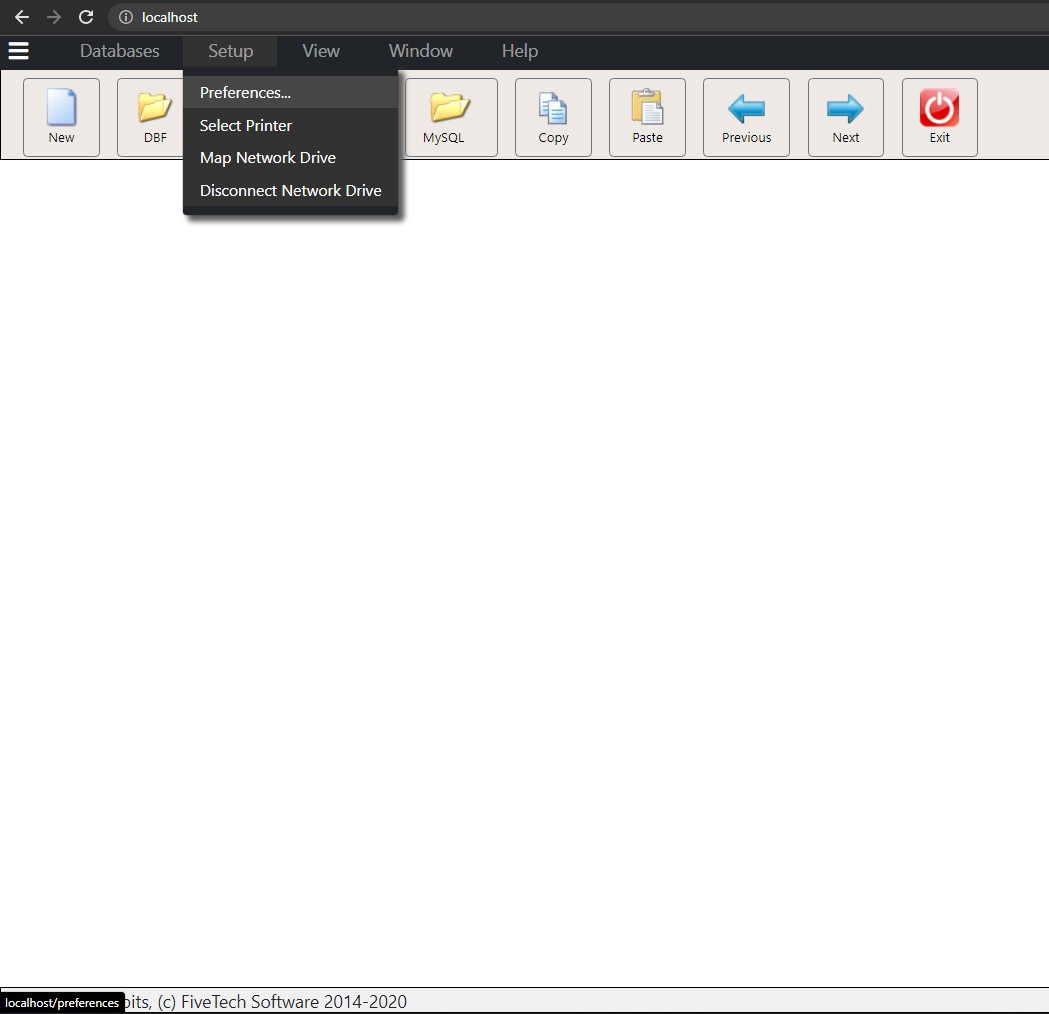 localhost
Databases Setup View Window Help
Preferences...
Select Printer
Map Network Drive
Disconnect Network Drive
New DBF MySQL Copy Paste Previous Next Exit
localhost/preferences
bits, (c) FiveTech Software 2014-2020